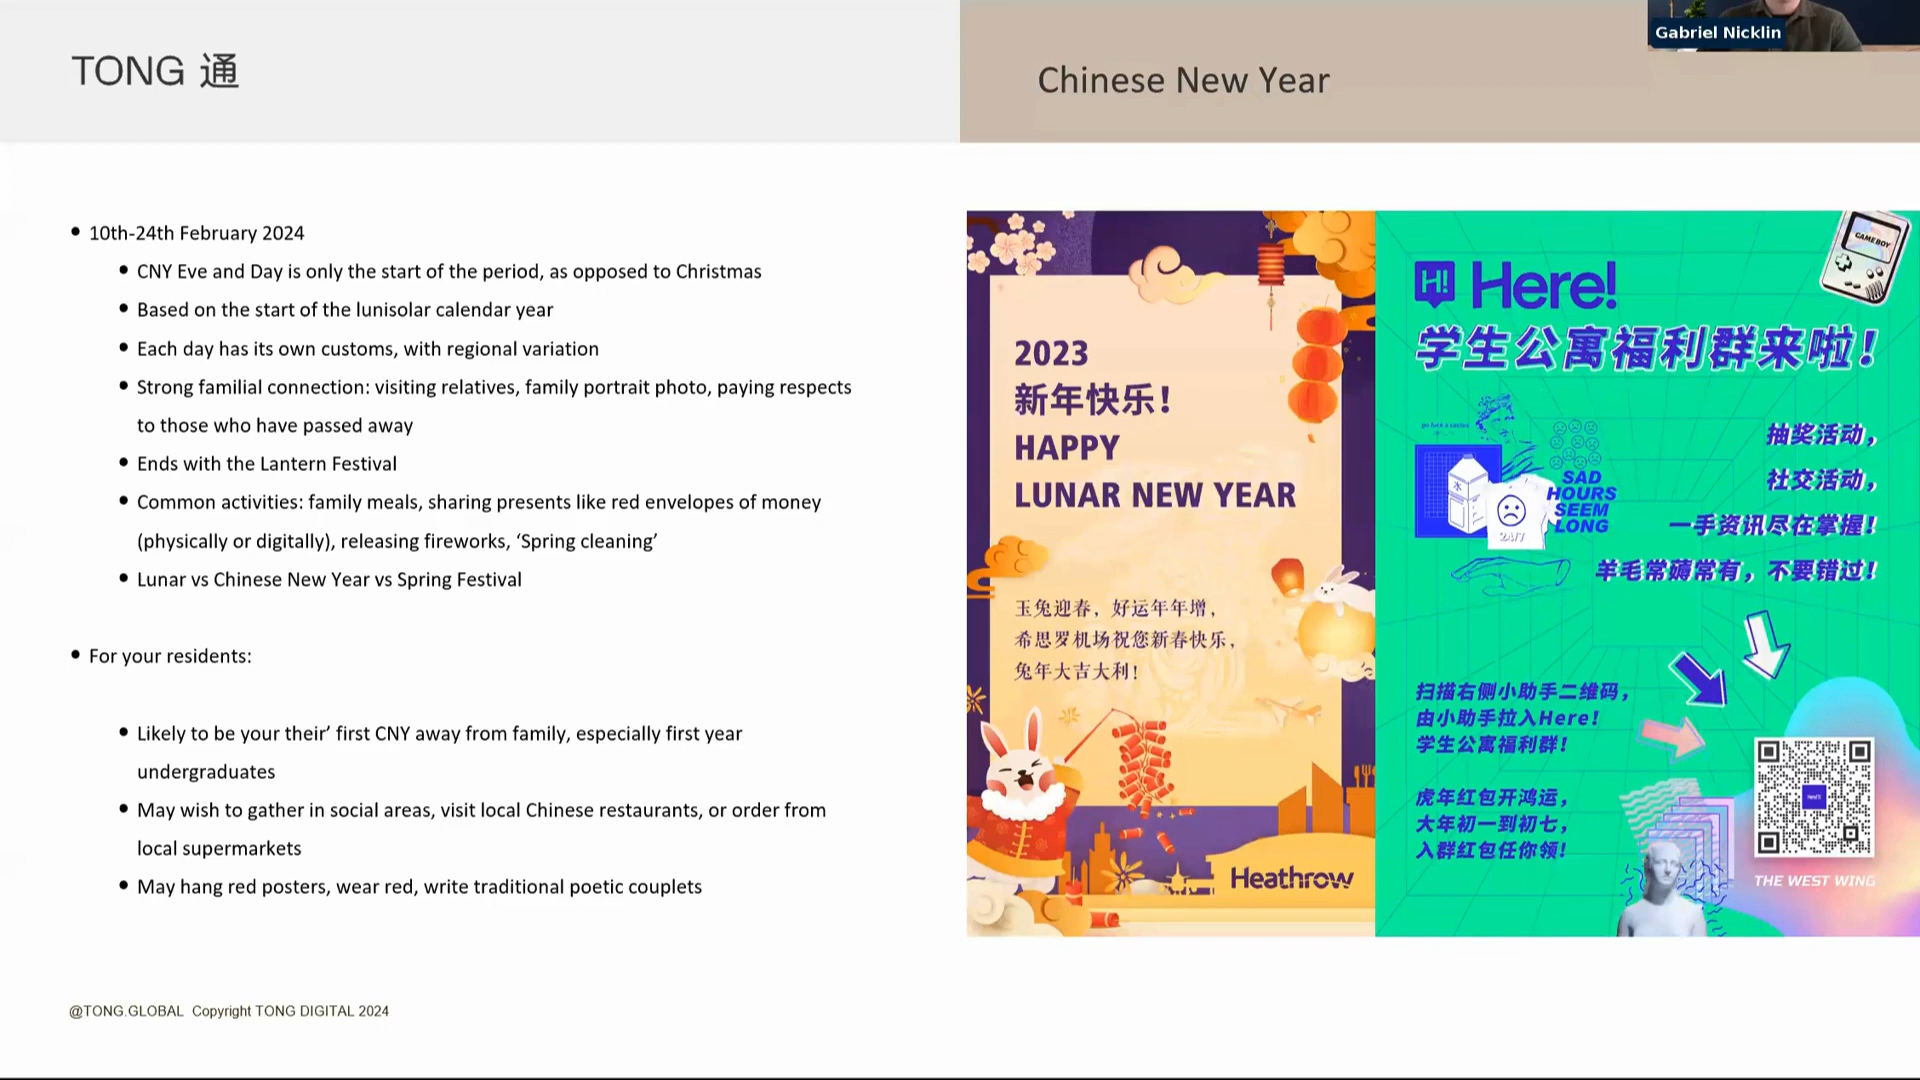 TONG 通
Chinese New Year
Gabriel Nicklin
• 10th-24th February 2024
• CNY Eve and Day is only the start of the period, as opposed to Christmas
• Based on the start of the lunisolar calendar year
• Each day has its own customs, with regional variation
• Strong familial connection: visiting relatives, family portrait photo, paying respects
to those who have passed away
• Ends with the Lantern Festival
• Common activities: family meals, sharing presents like red envelopes of money
(physically or digitally), releasing fireworks, ‘Spring cleaning’
• Lunar vs Chinese New Year vs Spring Festival
• For your residents:
• Likely to be your their’ first CNY away from family, especially first year
undergraduates
• May wish to gather in social areas, visit local Chinese restaurants, or order from
local supermarkets
• May hang red posters, wear red, write traditional poetic couplets
@TONG.GLOBAL Copyright TONG DIGITAL 2024
2023
新年快乐!
HAPPY
LUNAR NEW YEAR
玉兔迎春，好运年年增，
希思罗机场祝您新春快乐，
兔年大吉大利！
Heathrow
GAMEBOY
H! Here!
学生公寓福利群来啦！
抽奖活动，
社交活动，
一手资讯尽在掌握！
羊毛常薅常有，不要错过！
水
24/7
SAD
HOURS
SEEM
LONG
扫描右侧小助手二维码，
由小助手拉入Here！
学生公寓福利群！
虎年红包开鸿运，
大年初一到初七，
入群红包任你领！
THE WEST WING